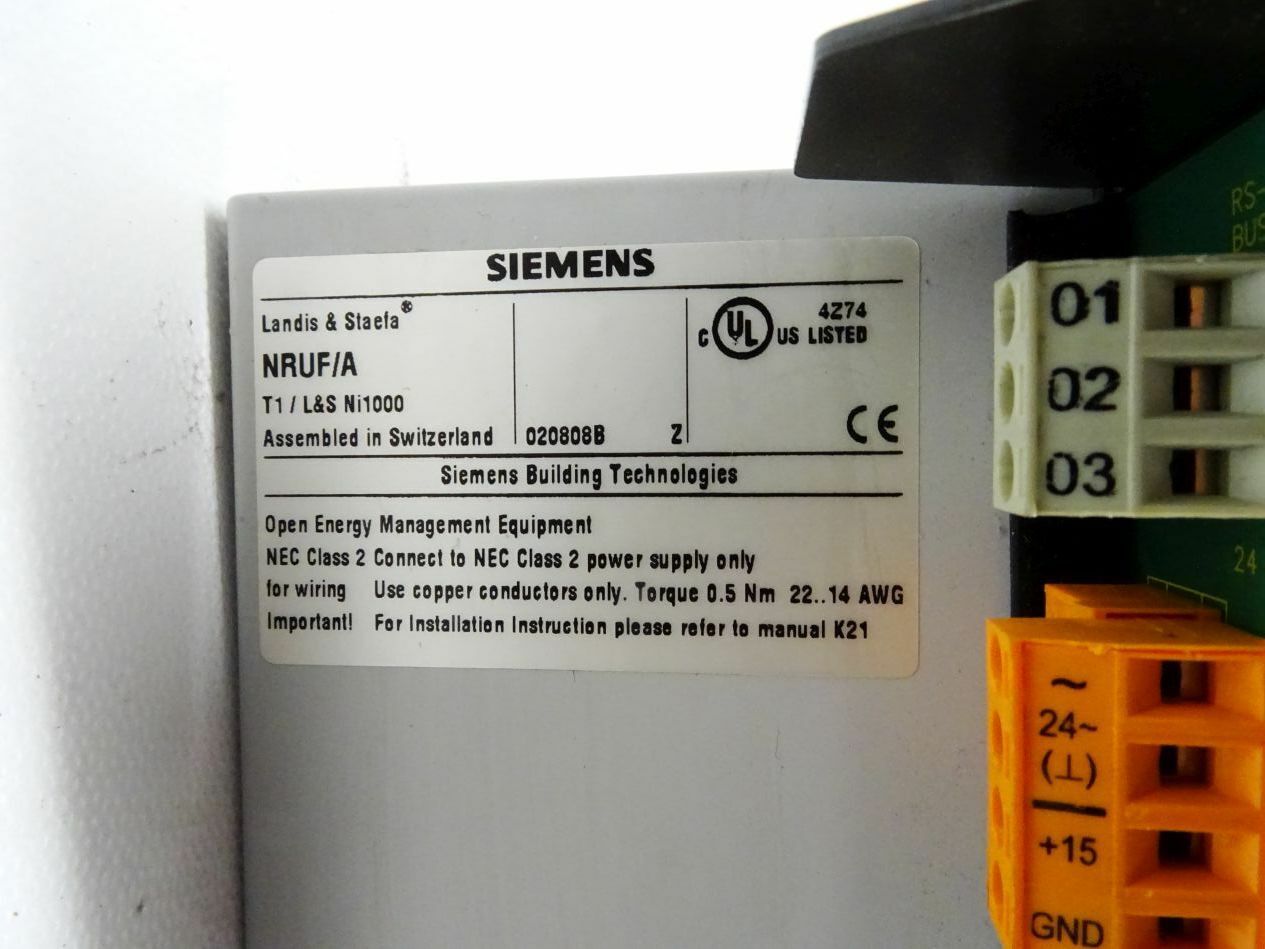 SIEMENS
Landis & Staefa®
NRUF/A
T1 / L&S Ni1000
Assembled in Switzerland
020808B Z
C UL US LISTED
4Z74
CE
Siemens Building Technologies
Open Energy Management Equipment
NEC Class 2 Connect to NEC Class 2 power supply only
for wiring Use copper conductors only. Torque 0.5 Nm 22..14 AWG
Important! For Installation Instruction please refer to manual K21
RS-
BUS
01
02
03
24
~
24~
(⊥)
+15
GND